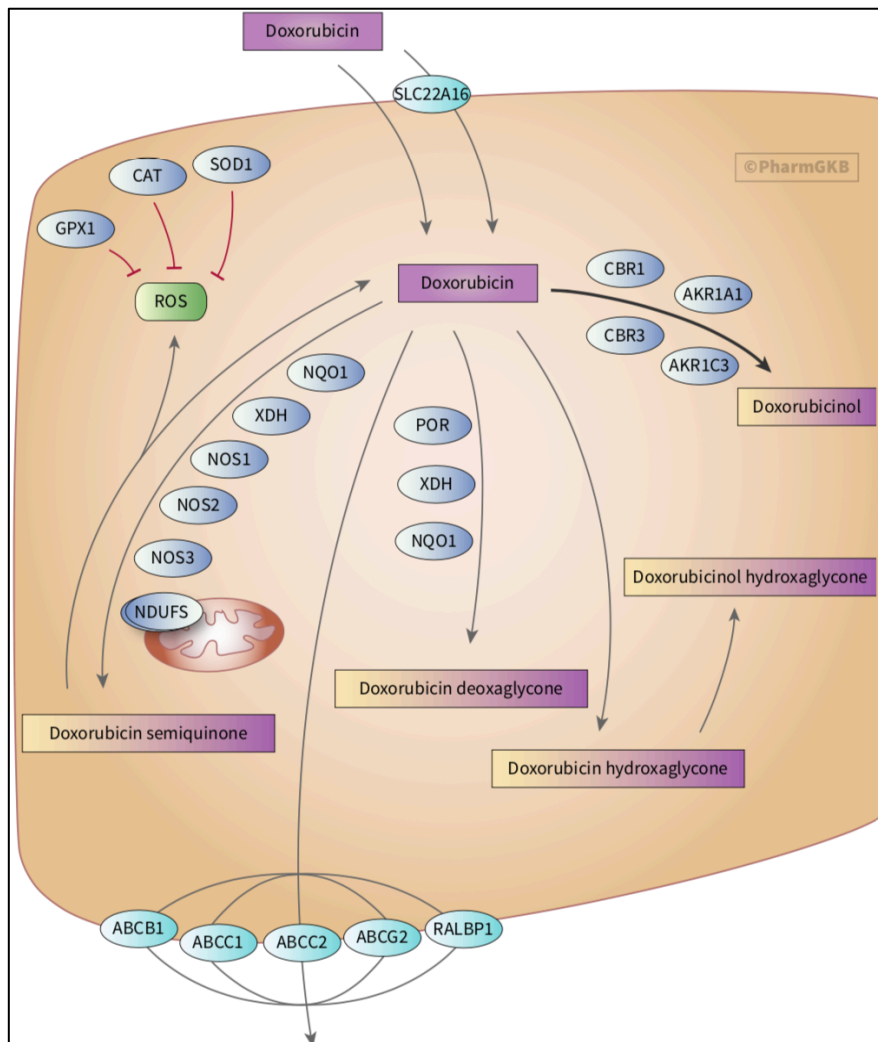 Doxorubicin
SLC22A16
©PharmGKB
SOD1
CAT
GPX1
ROS
Doxorubicin
CBR1
AKR1A1
CBR3
AKR1C3
Doxorubicinol
NQO1
XDH
NOS1
NOS2
NOS3
NDUFS
POR
XDH
NQO1
Doxorubicinol hydroxaglycone
Doxorubicin deoxaglycone
Doxorubicin semiquinone
Doxorubicin hydroxaglycone
ABCB1
ABCC1
ABCC2
ABCG2
RALBP1